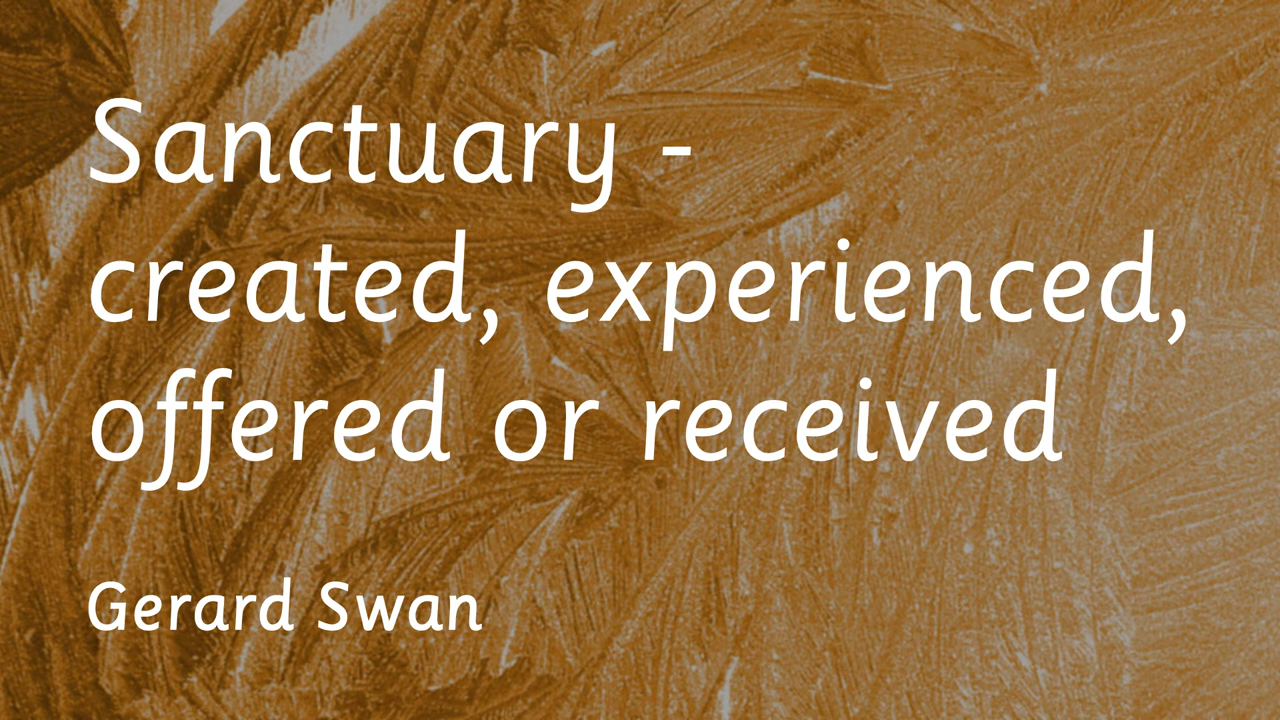 Sanctuary -
created, experienced,
offered or received
Gerard Swan